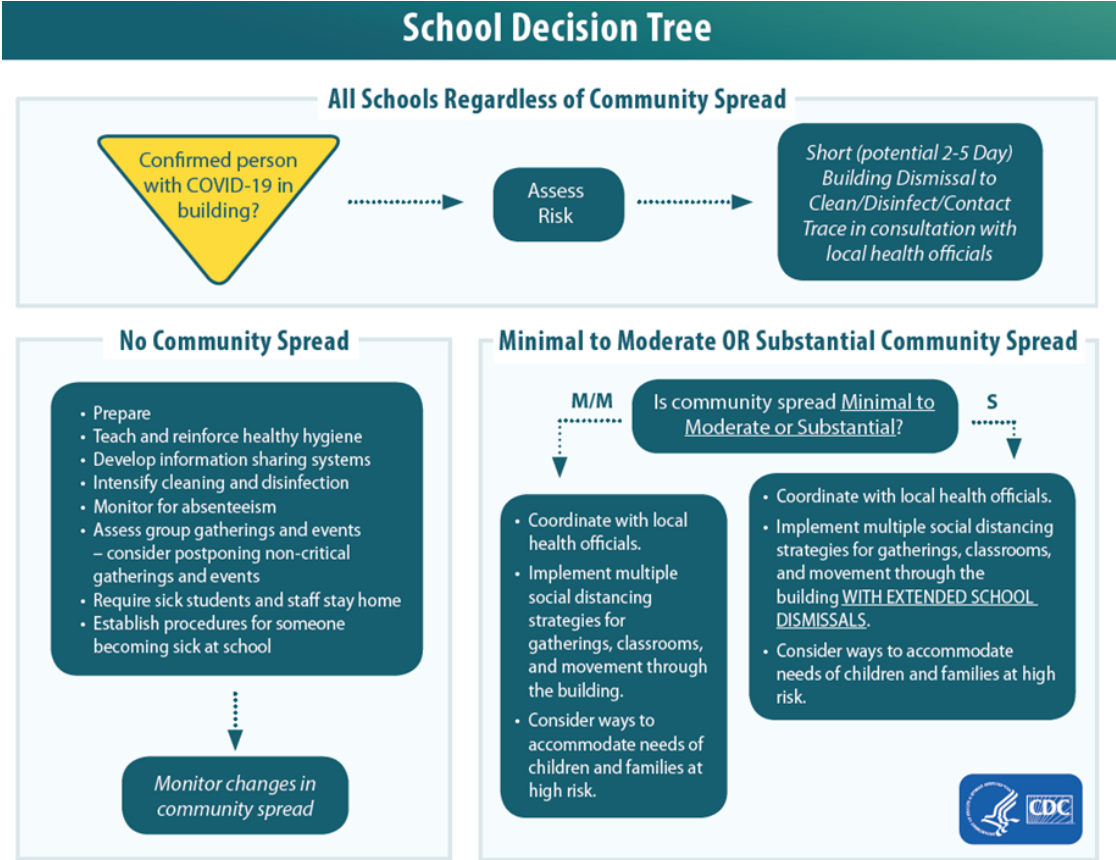 School Decision Tree
All Schools Regardless of Community Spread
Confirmed person
with COVID-19 in
building?
Assess
Risk
Short (potential 2-5 Day)
Building Dismissal to
Clean/Disinfect/Contact
Trace in consultation with
local health officials
No Community Spread
• Prepare
• Teach and reinforce healthy hygiene
• Develop information sharing systems
• Intensify cleaning and disinfection
• Monitor for absenteeism
• Assess group gatherings and events
– consider postponing non-critical
gatherings and events
• Require sick students and staff stay home
• Establish procedures for someone
becoming sick at school
Monitor changes in
community spread
Minimal to Moderate OR Substantial Community Spread
M/M
Is community spread Minimal to
Moderate or Substantial?
S
• Coordinate with local
health officials.
• Implement multiple
social distancing
strategies for
gatherings, classrooms,
and movement through
the building.
• Consider ways to
accommodate needs of
children and families at
high risk.
• Coordinate with local health officials.
• Implement multiple social distancing
strategies for gatherings, classrooms,
and movement through the
building WITH EXTENDED SCHOOL
DISMISSALS.
• Consider ways to accommodate
needs of children and families at high
risk.
CDC